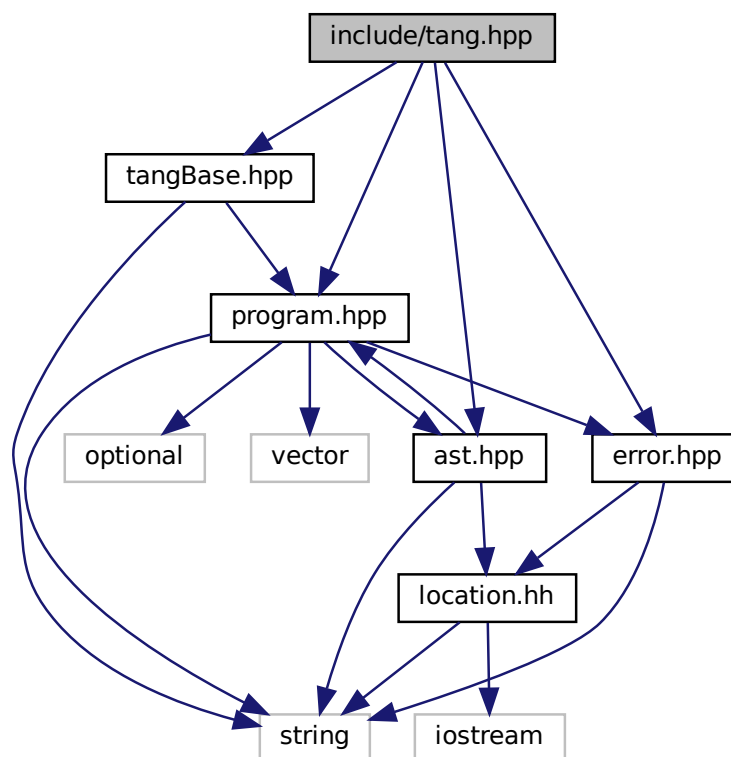 include/tang.hpp
tangBase.hpp
program.hpp
optional
vector
ast.hpp
error.hpp
location.hh
string
iostream